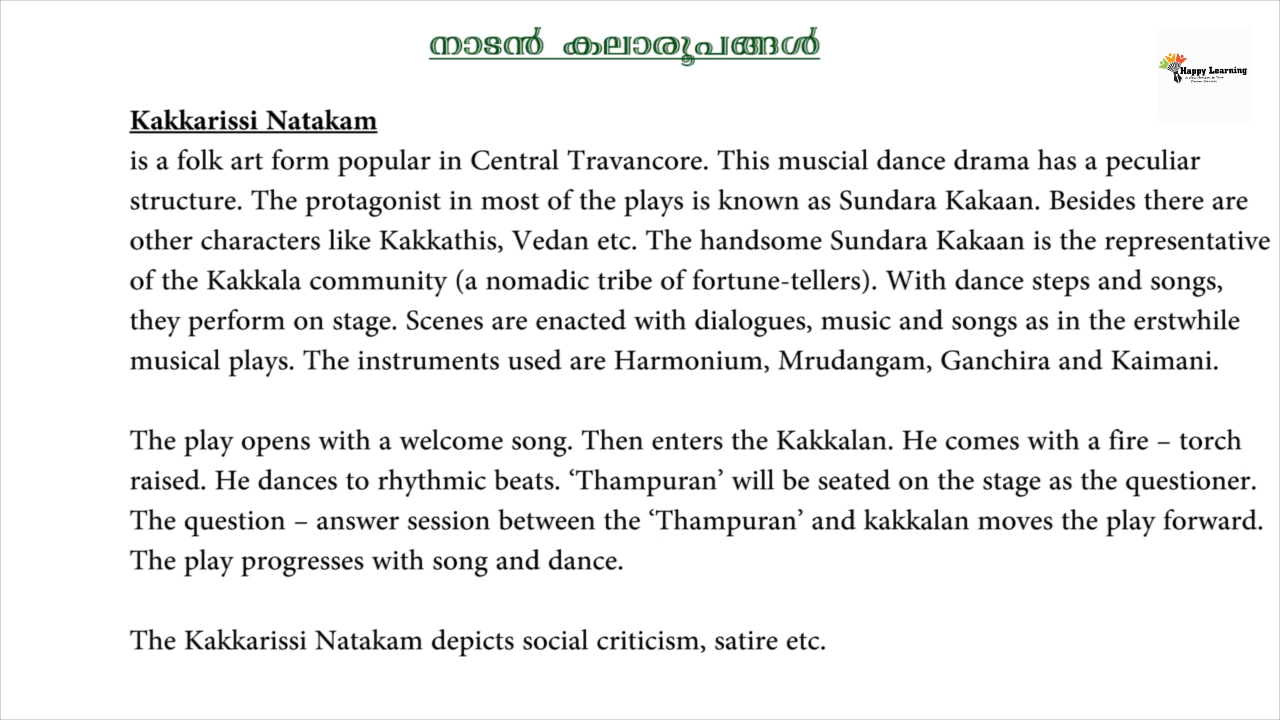 നാടൻ കലാരൂപങ്ങൾ
Happy Learning
Kakkarissi Natakam
is a folk art form popular in Central Travancore. This muscial dance drama has a peculiar
structure. The protagonist in most of the plays is known as Sundara Kakaan. Besides there are
other characters like Kakkathis, Vedan etc. The handsome Sundara Kakaan is the representative
of the Kakkala community (a nomadic tribe of fortune-tellers). With dance steps and songs,
they perform on stage. Scenes are enacted with dialogues, music and songs as in the erstwhile
musical plays. The instruments used are Harmonium, Mrudangam, Ganchira and Kaimani.
The play opens with a welcome song. Then enters the Kakkalan. He comes with a fire – torch
raised. He dances to rhythmic beats. ‘Thampuran’ will be seated on the stage as the questioner.
The question – answer session between the ‘Thampuran’ and kakkalan moves the play forward.
The play progresses with song and dance.
The Kakkarissi Natakam depicts social criticism, satire etc.